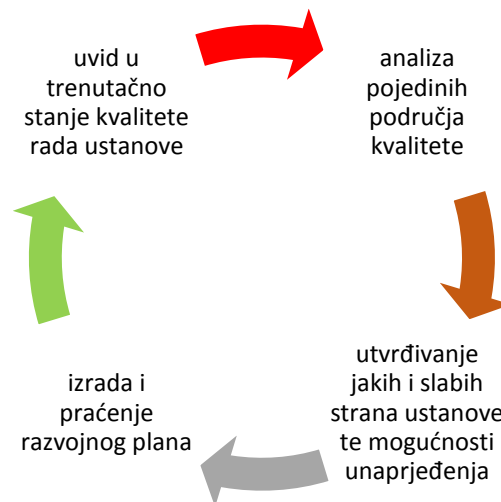 uvid u
trenutačno
stanje kvalitete
rada ustanove
analiza
pojedinih
područja
kvalitete
utvrđivanje
jakih i slabih
strana ustanove
te mogućnosti
unaprjeđenja
izrada i
praćenje
razvojnog plana